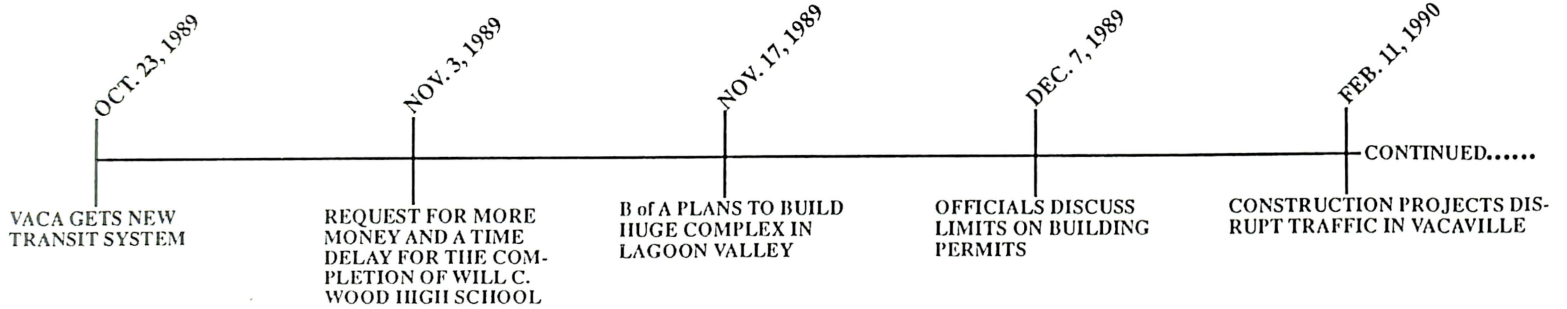 OCT. 23, 1989
NOV. 3, 1989
NOV. 17, 1989
DEC. 7, 1989
FEB. 11, 1990
CONTINUED......
VACA GETS NEW
TRANSIT SYSTEM
REQUEST FOR MORE
MONEY AND A TIME
DELAY FOR THE COM-
PLETION OF WILL C.
WOOD HIGH SCHOOL
B of A PLANS TO BUILD
HUGE COMPLEX IN
LAGOON VALLEY
OFFICIALS DISCUSS
LIMITS ON BUILDING
PERMITS
CONSTRUCTION PROJECTS DIS-
RUPT TRAFFIC IN VACAVILLE